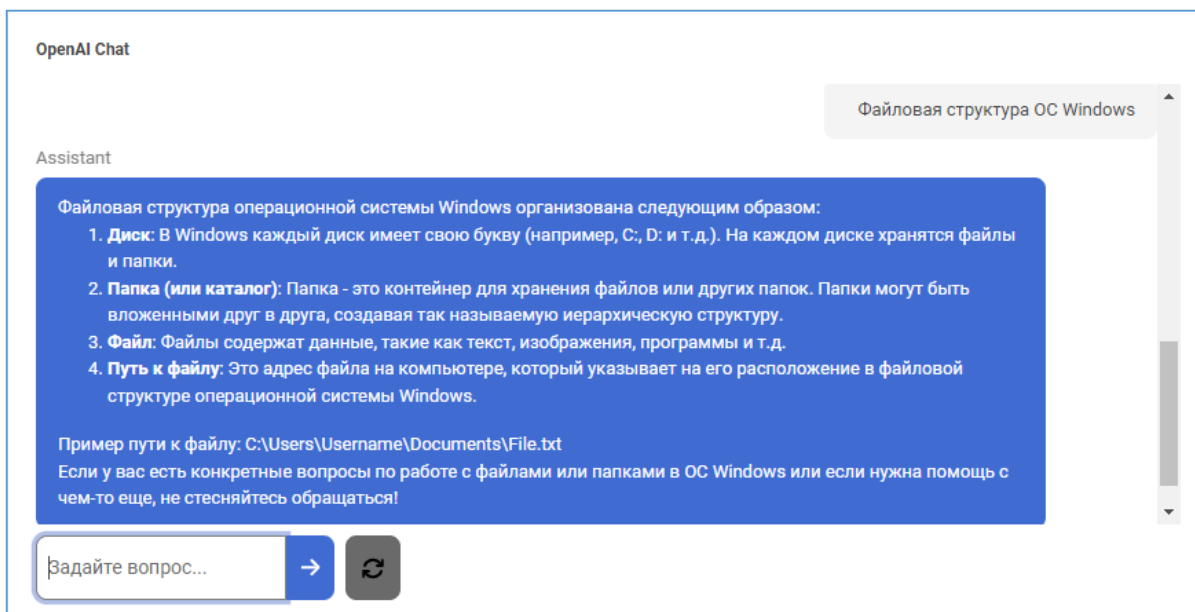 OpenAI Chat
Файловая структура ОС Windows
Assistant
Файловая структура операционной системы Windows организована следующим образом:
1. Диск: В Windows каждый диск имеет свою букву (например, C:, D: и т.д.). На каждом диске хранятся файлы
и папки.
2. Папка (или каталог): Папка - это контейнер для хранения файлов или других папок. Папки могут быть
вложенными друг в друга, создавая так называемую иерархическую структуру.
3. Файл: Файлы содержат данные, такие как текст, изображения, программы и т.д.
4. Путь к файлу: Это адрес файла на компьютере, который указывает на его расположение в файловой
структуре операционной системы Windows.
Пример пути к файлу: C:\Users\Username\Documents\File.txt
Если у вас есть конкретные вопросы по работе с файлами или папками в ОС Windows или если нужна помощь с
чем-то еще, не стесняйтесь обращаться!
Задайте вопрос...